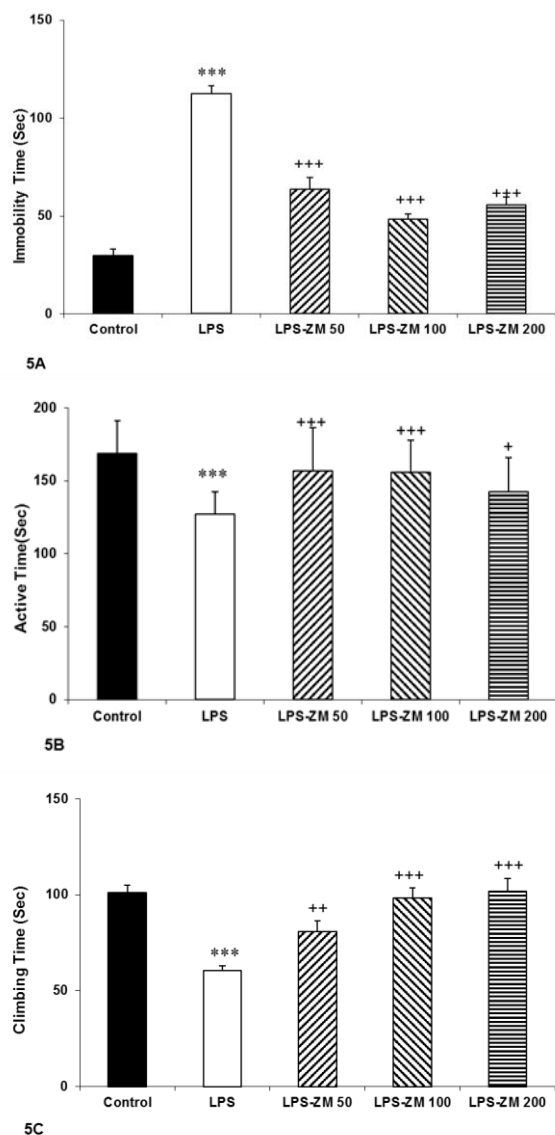 150
***
100
+++
+++
+++
50
0
Immobility Time (Sec)
Control LPS LPS-ZM 50 LPS-ZM 100 LPS-ZM 200
5A
200
+++
+++
+
***
150
100
50
0
Active Time(Sec)
Control LPS LPS-ZM 50 LPS-ZM 100 LPS-ZM 200
5B
150
+++
+++
100
++
***
50
0
Climbing Time (Sec)
Control LPS LPS-ZM 50 LPS-ZM 100 LPS-ZM 200
5C